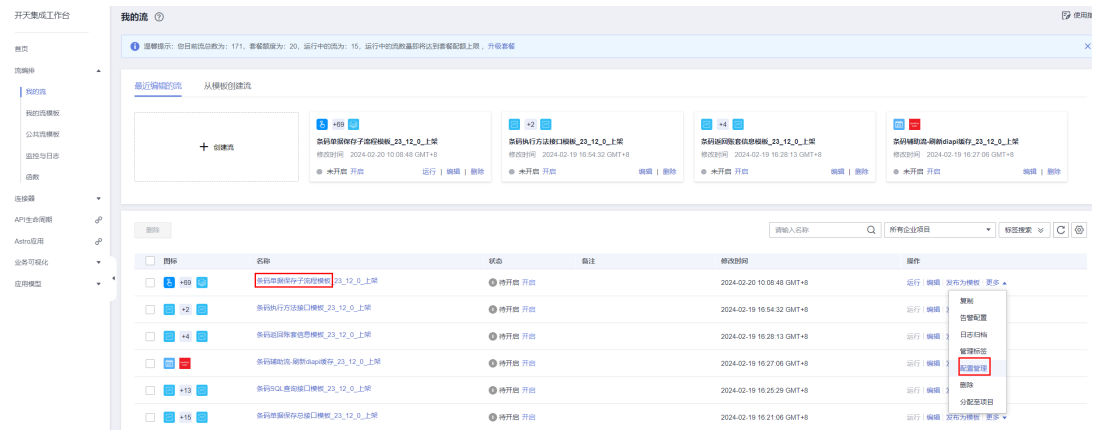 开天集成工作台
我的流
使用指
首页
温馨提示：您目前流总数为：171，套餐额度为：20，运行中的流为：15，运行中的流数量即将达到套餐配额上限，升级套餐
流编排
我的流
我的流模板
公共流模板
监控与日志
函数
连接器
API生命周期
Astro应用
业务可视化
应用模型
最近编辑的流 从模板创建流
+ 创建流
+69
条码单据保存子流程模板_23_12_0_上架
修改时间 2024-02-20 10:08:48 GMT+8
未开启 开启 运行 | 编辑 | 删除
+2
条码执行方法接口模板_23_12_0_上架
修改时间 2024-02-19 16:54:32 GMT+8
未开启 开启 编辑 | 删除
+4
条码返回账套信息模板_23_12_0_上架
修改时间 2024-02-19 16:28:13 GMT+8
未开启 开启 编辑 | 删除
条码辅助流-刷新diapi缓存_23_12_0_上架
修改时间 2024-02-19 16:27:06 GMT+8
未开启 开启 编辑 | 删除
删除 请输入名称 所有企业项目 标签搜索
图标 名称 状态 备注 修改时间 操作
+69 条码单据保存子流程模板_23_12_0_上架 待开启 开启 2024-02-20 10:08:48 GMT+8 运行 | 编辑 | 发布为模板 | 更多
+2 条码执行方法接口模板_23_12_0_上架 待开启 开启 2024-02-19 16:54:32 GMT+8 运行 | 编辑 | 发
+4 条码返回账套信息模板_23_12_0_上架 待开启 开启 2024-02-19 16:28:13 GMT+8 运行 | 编辑 | 发
条码辅助流-刷新diapi缓存_23_12_0_上架 待开启 开启 2024-02-19 16:27:06 GMT+8 运行 | 编辑 | 发
+13 条码SQL查询接口模板_23_12_0_上架 待开启 开启 2024-02-19 16:25:29 GMT+8 运行 | 编辑 | 发
+15 条码单据保存总接口模板_23_12_0_上架 待开启 开启 2024-02-19 16:21:06 GMT+8 运行 | 编辑 | 发布为模板 | 更多
复制
告警配置
日志归档
管理标签
配置管理
删除
分配至项目